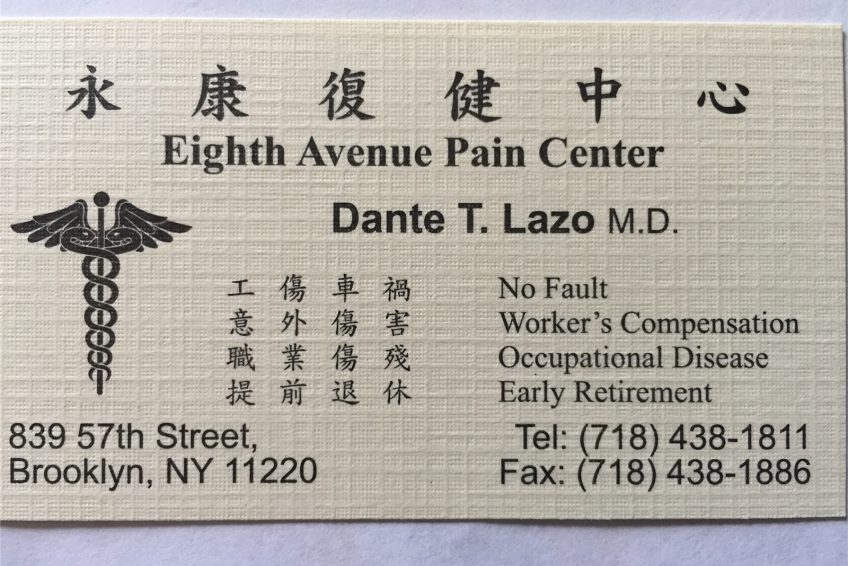 永康復健中心
Eighth Avenue Pain Center
Dante T. Lazo M.D.
工傷車禍 No Fault
意外傷害 Worker's Compensation
職業傷殘 Occupational Disease
提前退休 Early Retirement
839 57th Street, Tel: (718) 438-1811
Brooklyn, NY 11220 Fax: (718) 438-1886